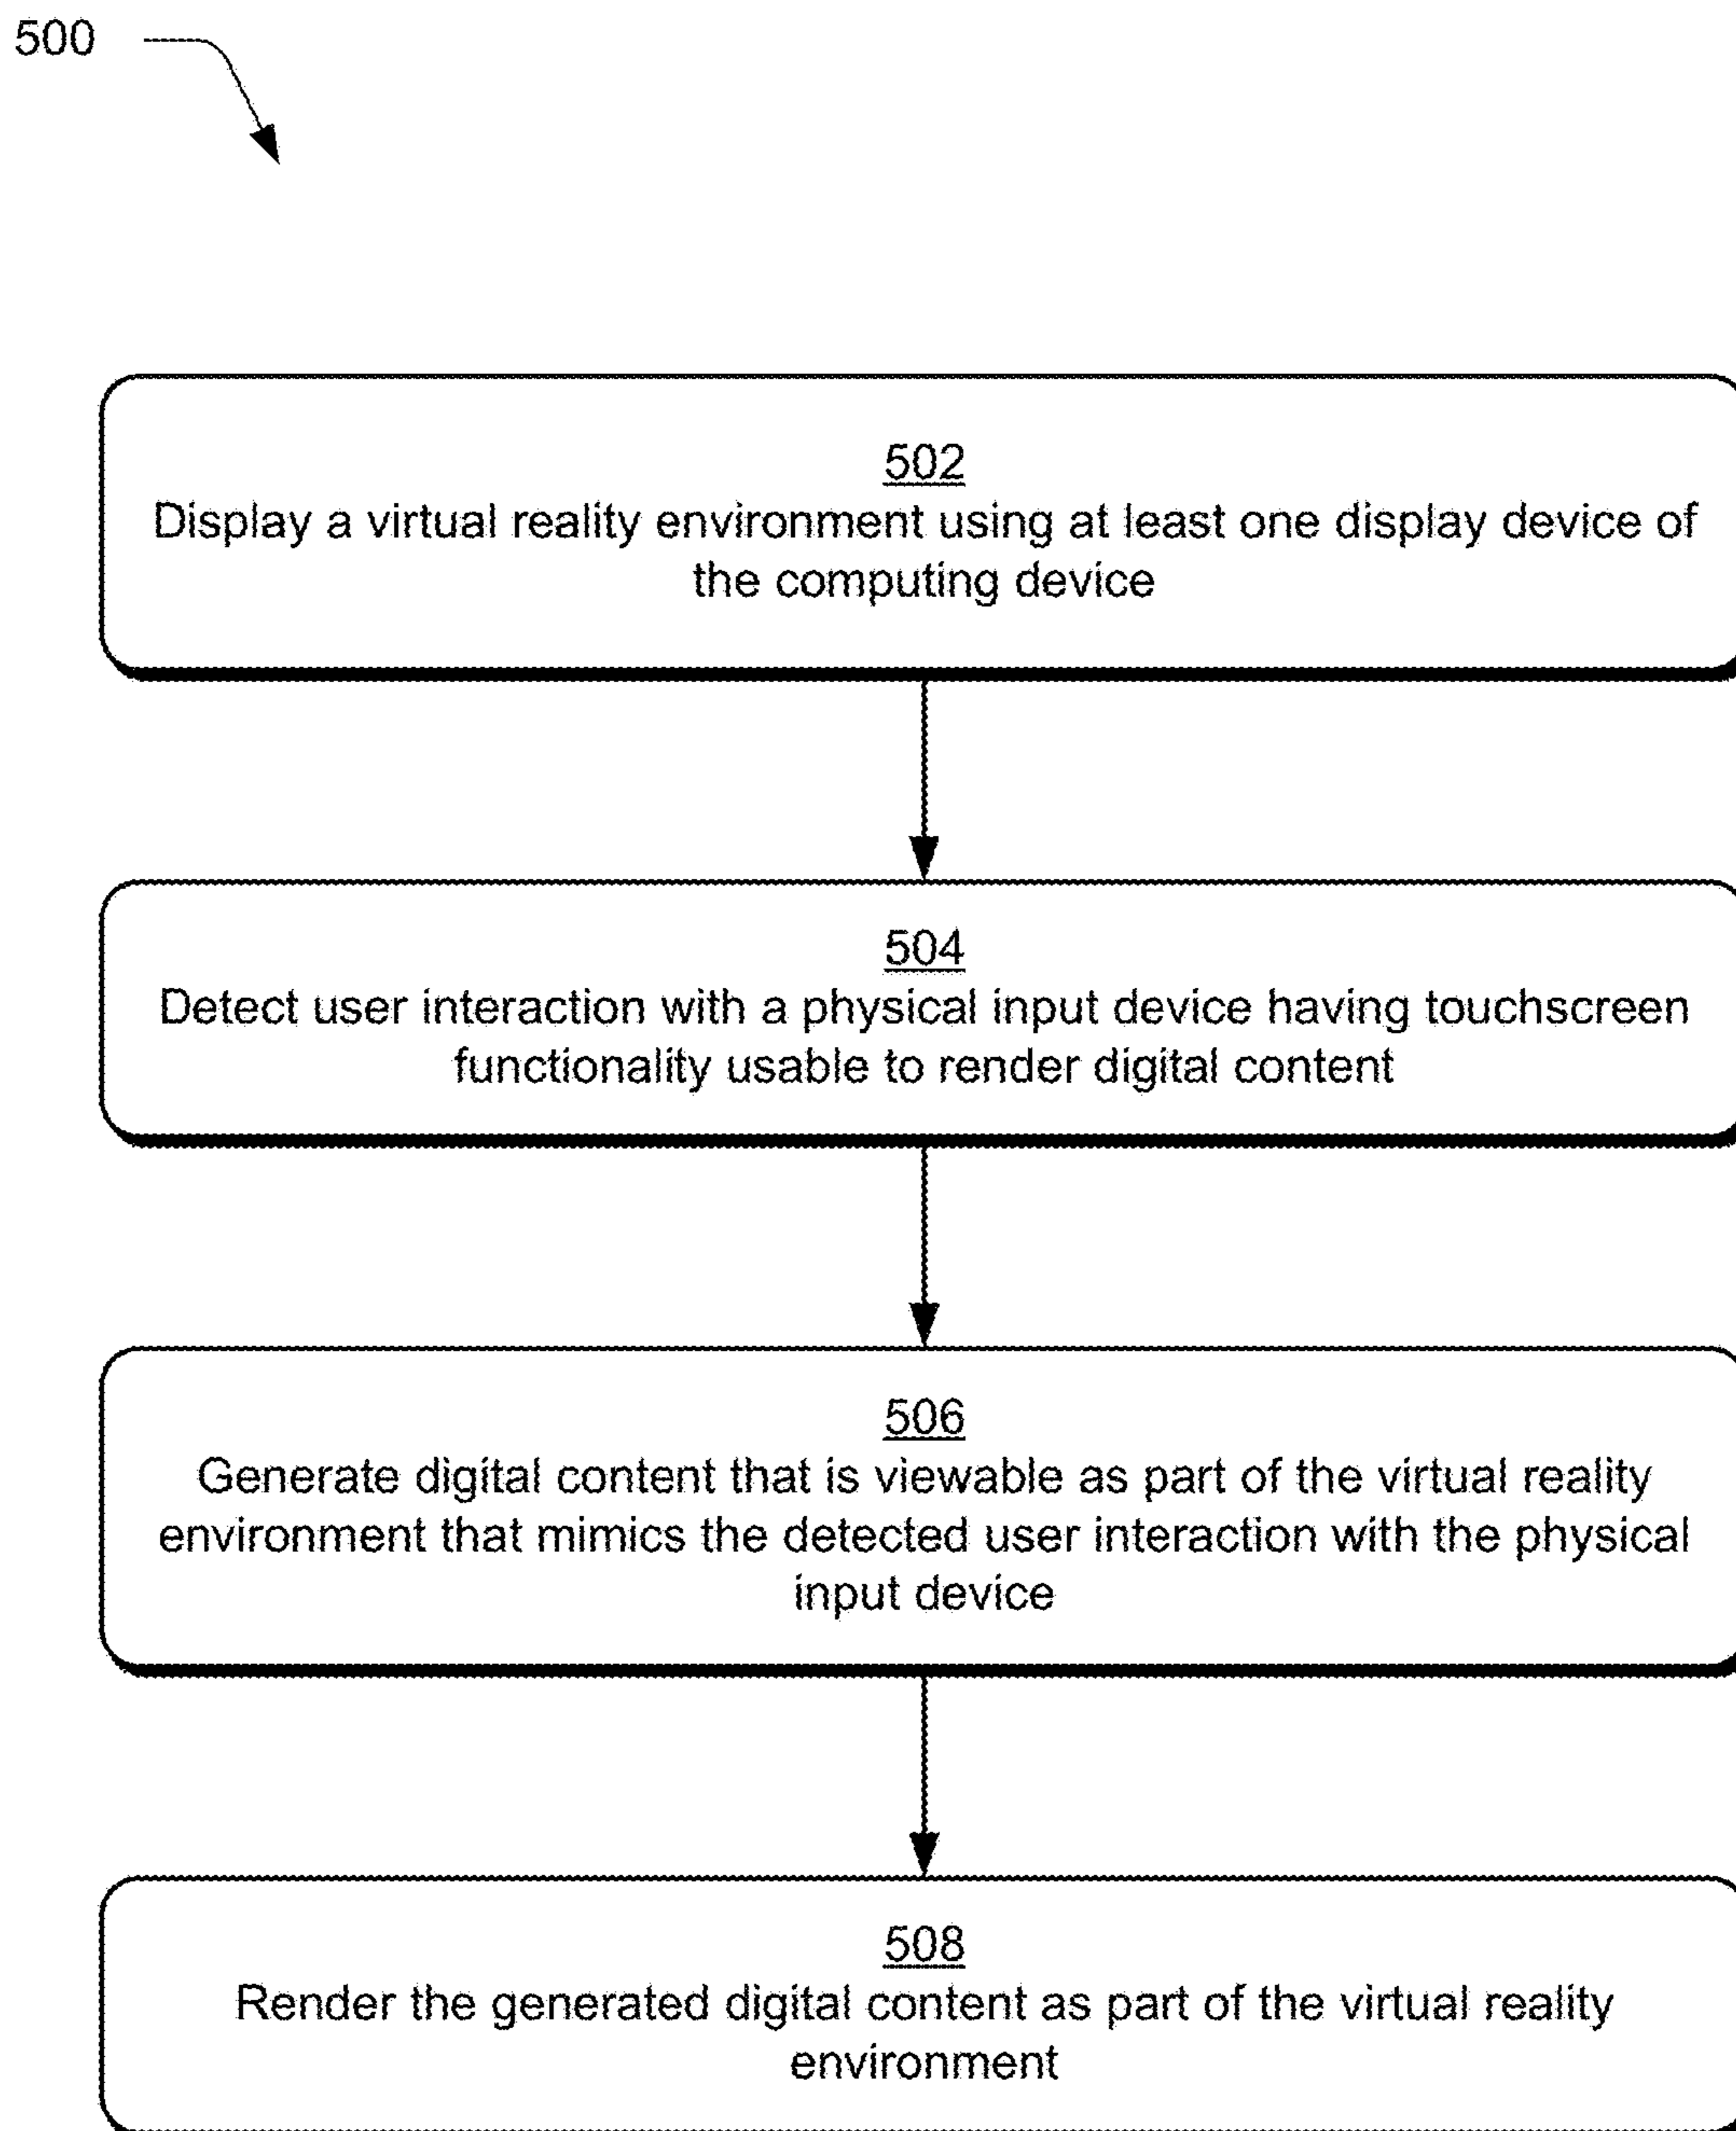 500
502
Display a virtual reality environment using at least one display device of
the computing device
504
Detect user interaction with a physical input device having touchscreen
functionality usable to render digital content
506
Generate digital content that is viewable as part of the virtual reality
environment that mimics the detected user interaction with the physical
input device
508
Render the generated digital content as part of the virtual reality
environment